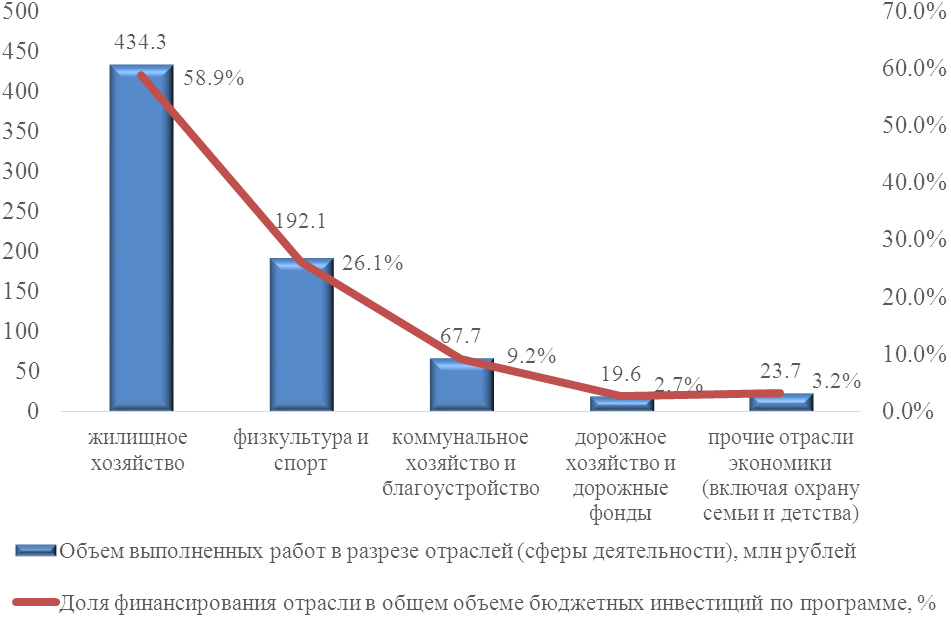 500
450
400
350
300
250
200
150
100
50
0
70.0%
60.0%
50.0%
40.0%
30.0%
20.0%
10.0%
0.0%
434.3
58.9%
192.1
26.1%
67.7
9.2%
19.6
2.7%
23.7
3.2%
жилищное
хозяйство
физкультура и
спорт
коммунальное
хозяйство и
благоустройство
дорожное
хозяйство и
дорожные
фонды
прочие отрасли
экономики
(включая охрану
семьи и детства)
Объем выполненных работ в разрезе отраслей (сферы деятельности), млн рублей
Доля финансирования отрасли в общем объеме бюджетных инвестиций по программе, %